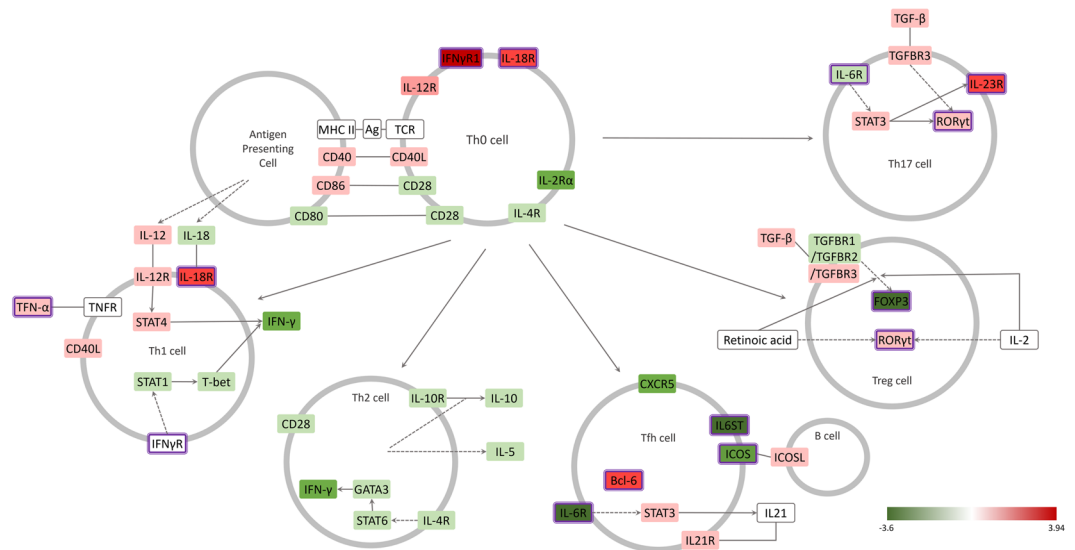 TGF-β
IFNγR1
IL-18R
TGFBR3
IL-12R
IL-6R
IL-23R
STAT3
RORγt
Th17 cell
Antigen
Presenting
Cell
MHC II
Ag
TCR
Th0 cell
CD40
CD40L
CD86
CD28
IL-2Rα
CD80
CD28
IL-4R
IL-12
IL-18
IL-12R
IL-18R
TFN-α
TNFR
STAT4
IFN-γ
CD40L
Th1 cell
STAT1
T-bet
IFNγR
TGF-β
TGFBR1
/TGFBR2
/TGFBR3
FOXP3
Retinoic acid
RORγt
IL-2
Treg cell
Th2 cell
IL-10R
IL-10
CD28
IL-5
IFN-γ
GATA3
STAT6
IL-4R
CXCR5
IL6ST
Tfh cell
ICOS
ICOSL
B cell
Bcl-6
IL-6R
STAT3
IL21
IL21R
-3.6
3.94